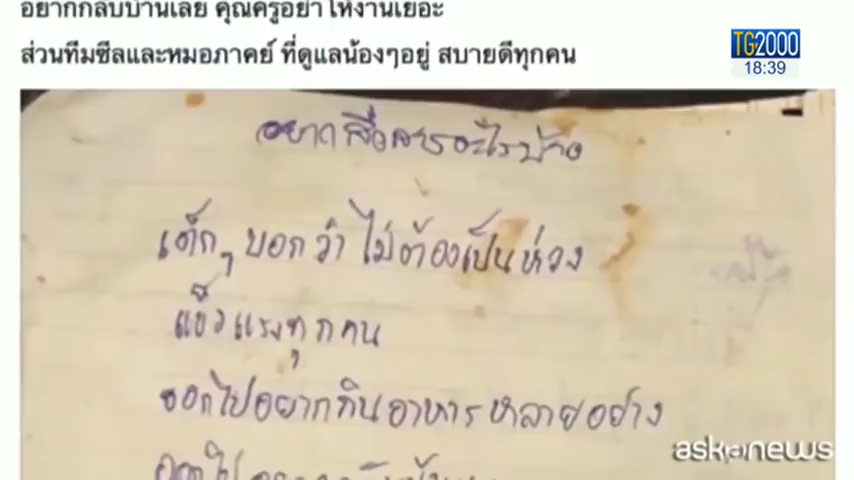 อยากกลับบ้านเลย คุณครูอย่าให้งานเยอะ
ส่วนทีมซีลและหมอภาคย์ ที่ดูแลน้องๆอยู่ สบายดีทุกคน
TG2000
18:39
อยากสื่อสารอะไรบ้าง
เด็กๆ บอกว่า ไม่ต้องเป็นห่วง
แข็งแรงทุกคน
ออกไปอยากกินอาหารหลายอย่าง
ออกไป
askanews